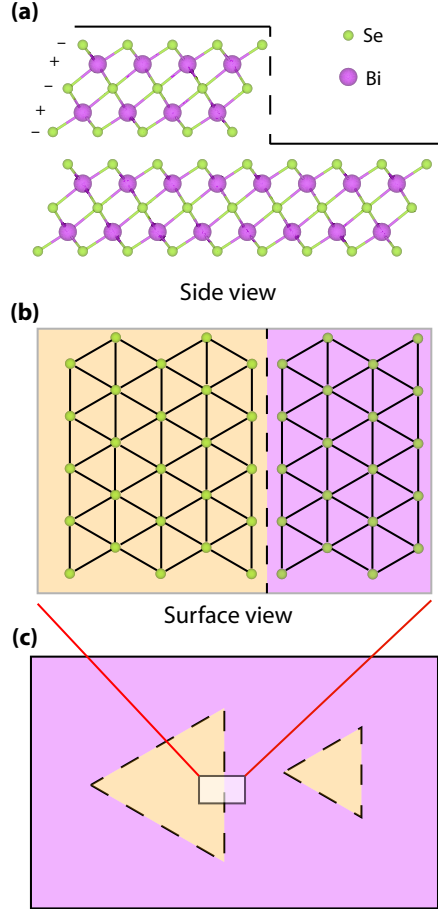 (a)
−
+
−
+
−
Se
Bi
Side view
(b)
Surface view
(c)